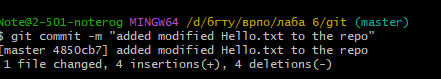 Note@2-501-noterog MINGW64 /d/бгту/врпо/лаба 6/git (master)
$ git commit -m "added modified Hello.txt to the repo"
[master 4850cb7] added modified Hello.txt to the repo
1 file changed, 4 insertions(+), 4 deletions(-)